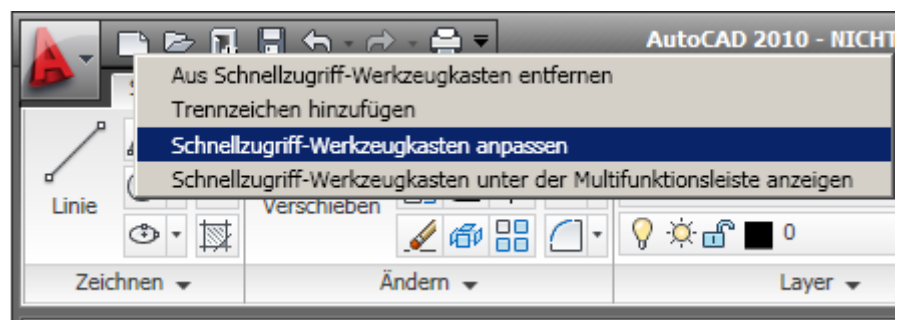 AutoCAD 2010 - NICHT
Aus Schnellzugriff-Werkzeugkasten entfernen
Trennzeichen hinzufügen
Schnellzugriff-Werkzeugkasten anpassen
Schnellzugriff-Werkzeugkasten unter der Multifunktionsleiste anzeigen
Linie
Verschieben
0
Zeichnen
Ändern
Layer